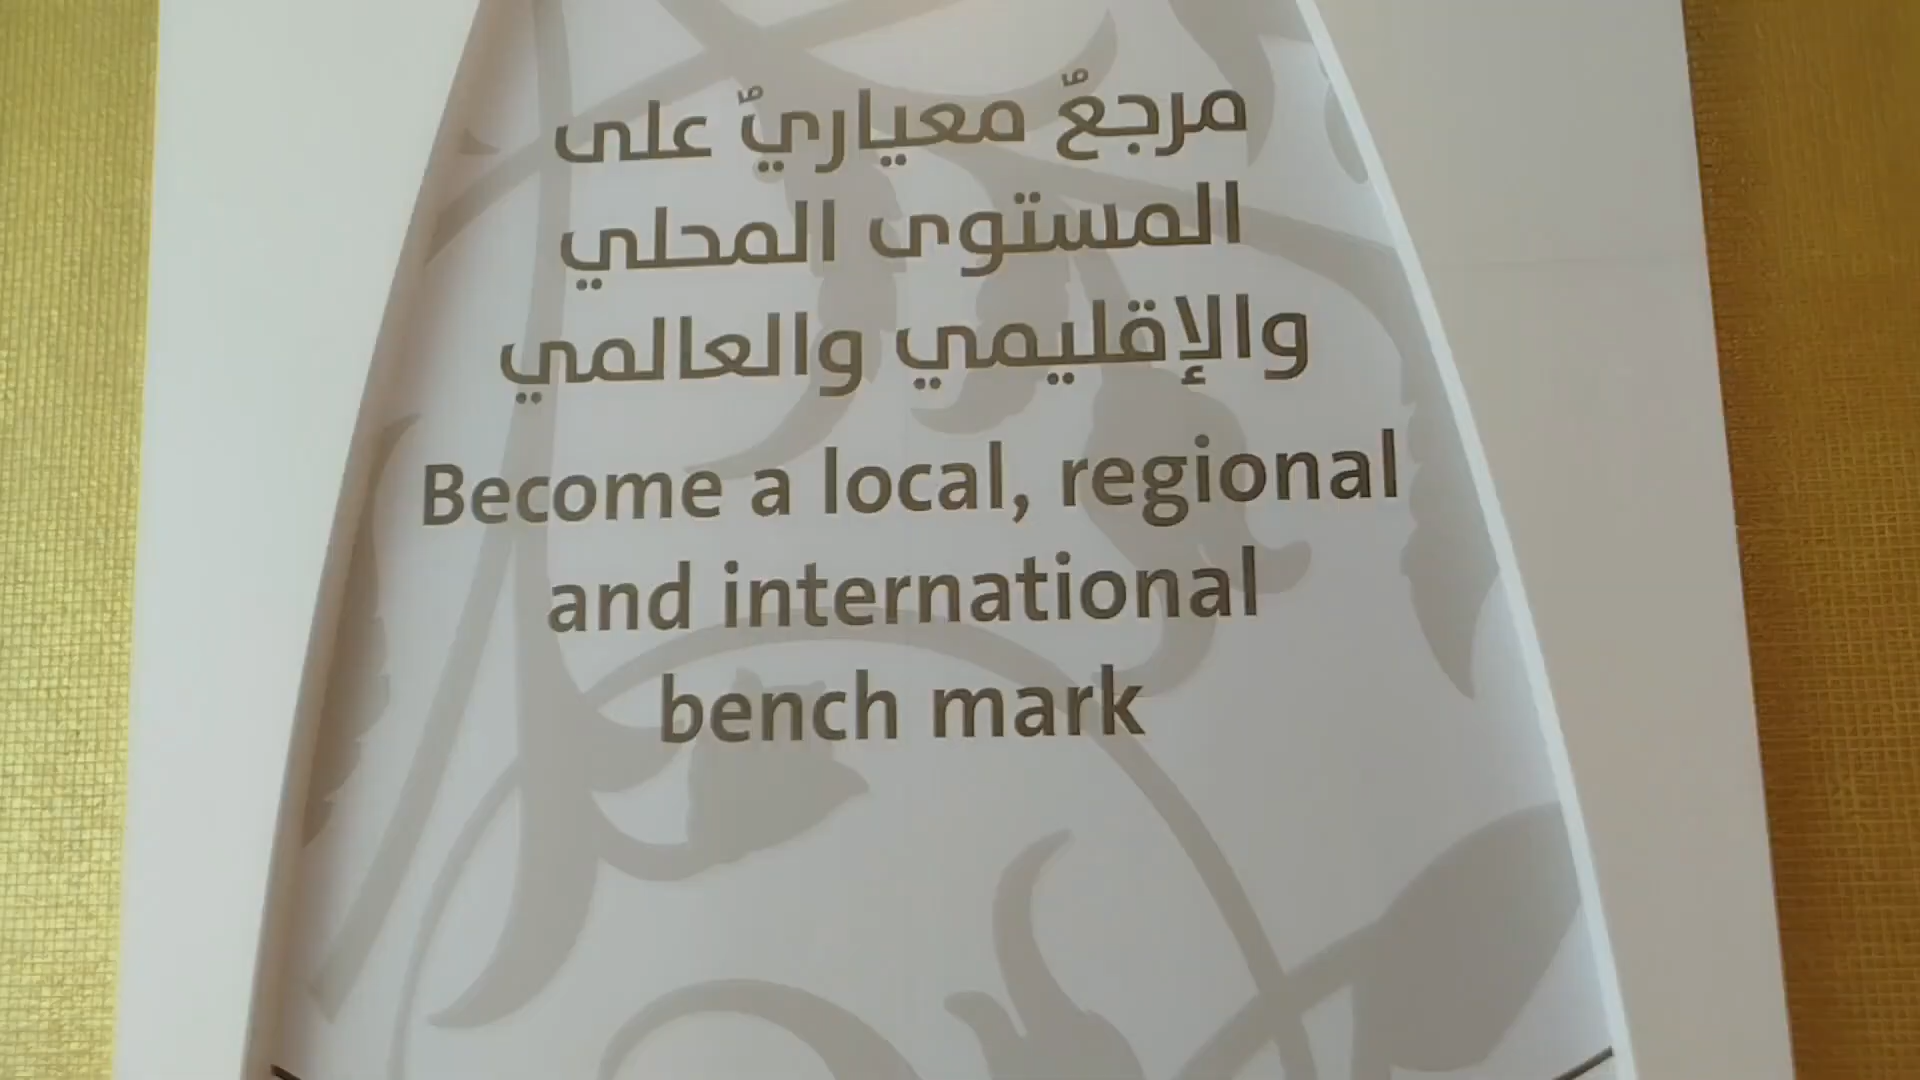 مرجعٌ معياريٌ على
المستوى المحلي
والإقليمي والعالمي
Become a local, regional
and international
bench mark